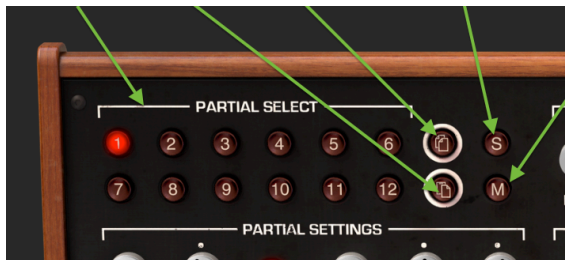 PARTIAL SELECT
1 2 3 4 5 6 S
7 8 9 10 11 12 M
PARTIAL SETTINGS